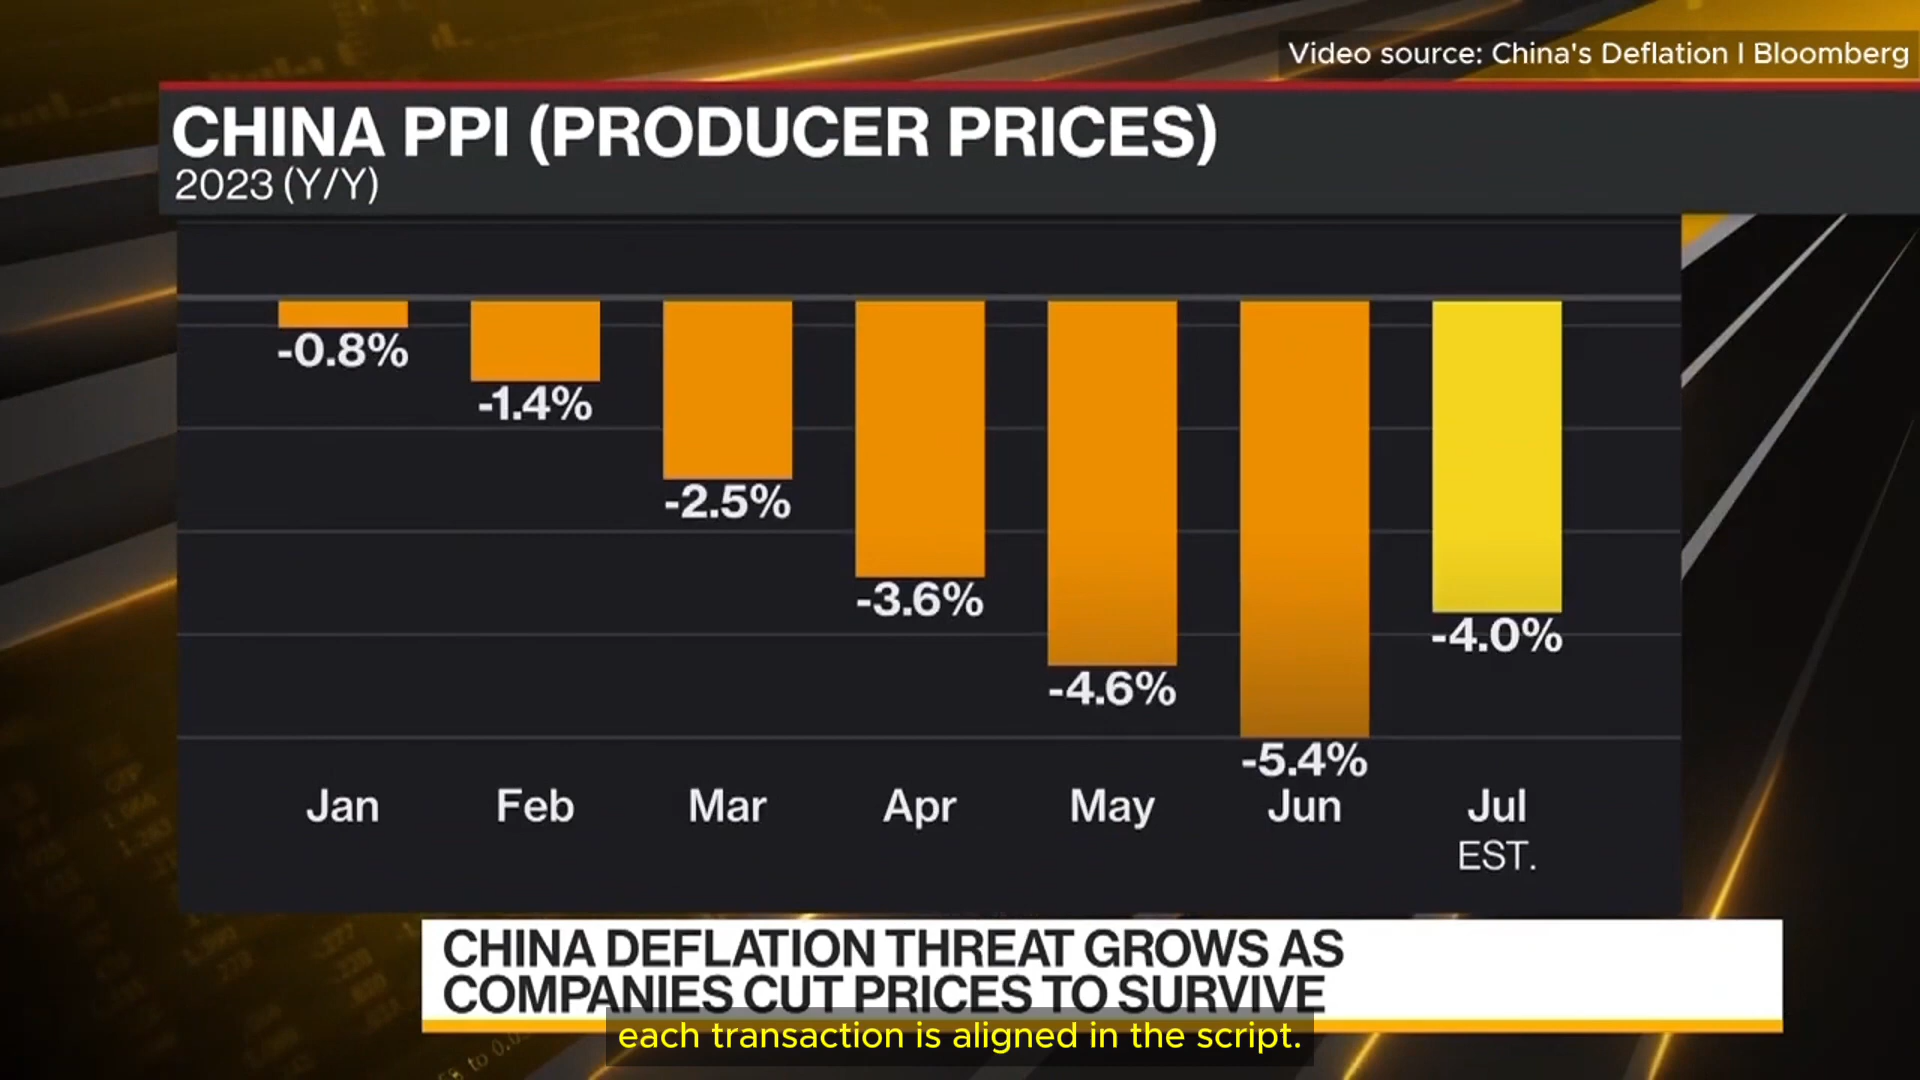 Video source: China's Deflation I Bloomberg
CHINA PPI (PRODUCER PRICES)
2023 (Y/Y)
-0.8%
-1.4%
-2.5%
-3.6%
-4.6%
-5.4%
-4.0%
Jan
Feb
Mar
Apr
May
Jun
Jul
EST.
CHINA DEFLATION THREAT GROWS AS
COMPANIES CUT PRICES TO SURVIVE
each transaction is aligned in the script.